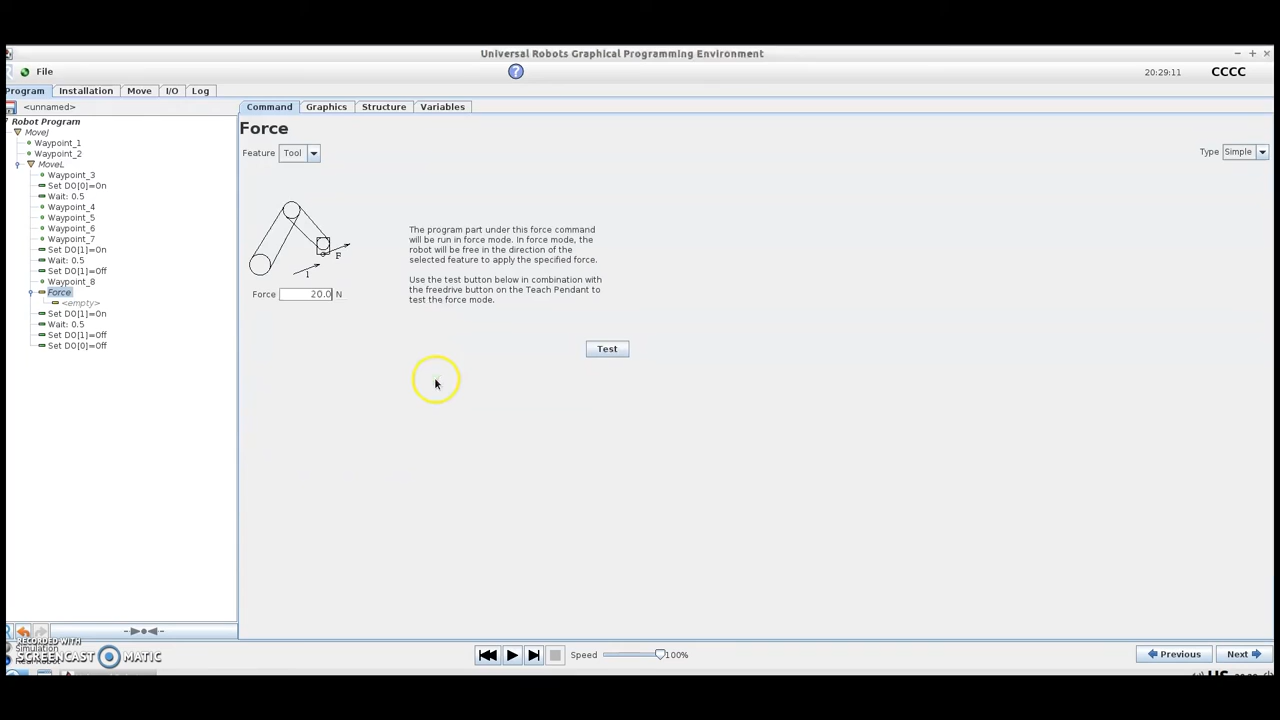 Universal Robots Graphical Programming Environment
File
?
20:29:11
CCCC
Program Installation Move I/O Log
<unnamed>
Command Graphics Structure Variables
Robot Program
MoveJ
Waypoint_1
Waypoint_2
MoveL
Waypoint_3
Set DO[0]=On
Wait: 0.5
Waypoint_4
Waypoint_5
Waypoint_6
Waypoint_7
Set DO[1]=On
Wait: 0.5
Set DO[1]=Off
Waypoint_8
Force
<empty>
Set DO[1]=On
Wait: 0.5
Set DO[1]=Off
Set DO[0]=Off
Force
Feature Tool
Type Simple
F
Force 20.0 N
The program part under this force command
will be run in force mode. In force mode, the
robot will be free in the direction of the
selected feature to apply the specified force.
Use the test button below in combination with
the freedrive button on the Teach Pendant to
test the force mode.
Test
RECORDED WITH
SCREENCAST MATIC
Simulation
Speed 100%
Previous
Next